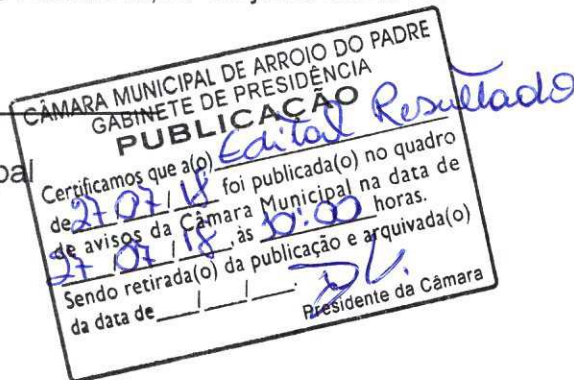 CÂMARA MUNICIPAL DE ARROIO DO PADRE
GABINETE DE PRESIDÊNCIA
PUBLICAÇÃO
Certificamos que a(o) Edital Resultado
de 27/07/18 foi publicada(o) no quadro
de avisos da Câmara Municipal na data de
27/07/18, às 10:00 horas.
Sendo retirada(o) da publicação e arquivada(o)
da data de ___/___/___.
Presidente da Câmara